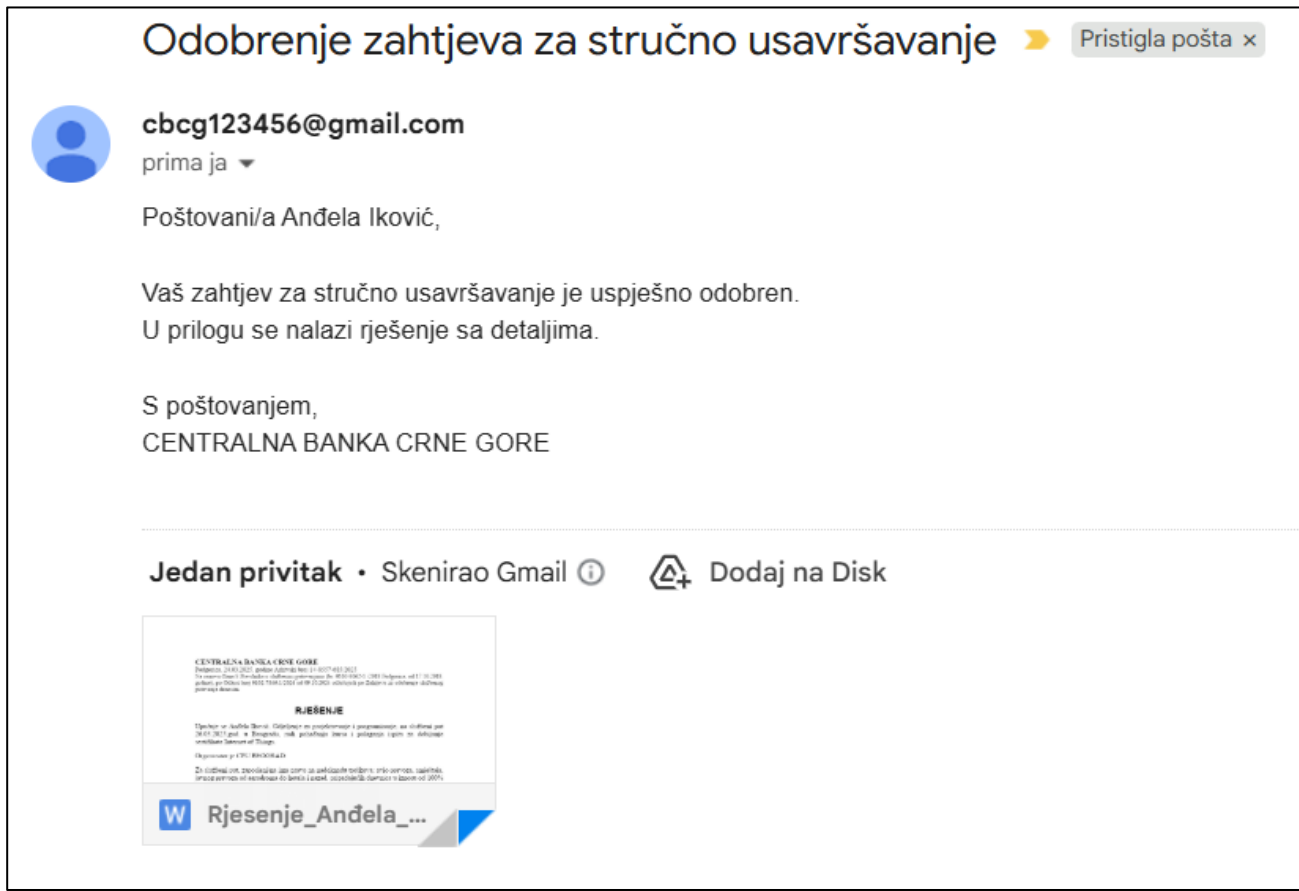 Odobrenje zahtjeva za stručno usavršavanje Pristigla pošta ×
cbcg123456@gmail.com
prima ja
Poštovani/a Anđela Iković,
Vaš zahtjev za stručno usavršavanje je uspješno odobren.
U prilogu se nalazi rješenje sa detaljima.
S poštovanjem,
CENTRALNA BANKA CRNE GORE
Jedan privitak • Skenirao Gmail Dodaj na Disk
CENTRALNA BANKA CRNE GORE
RJEŠENJE
W Rjesenje_Anđela_...